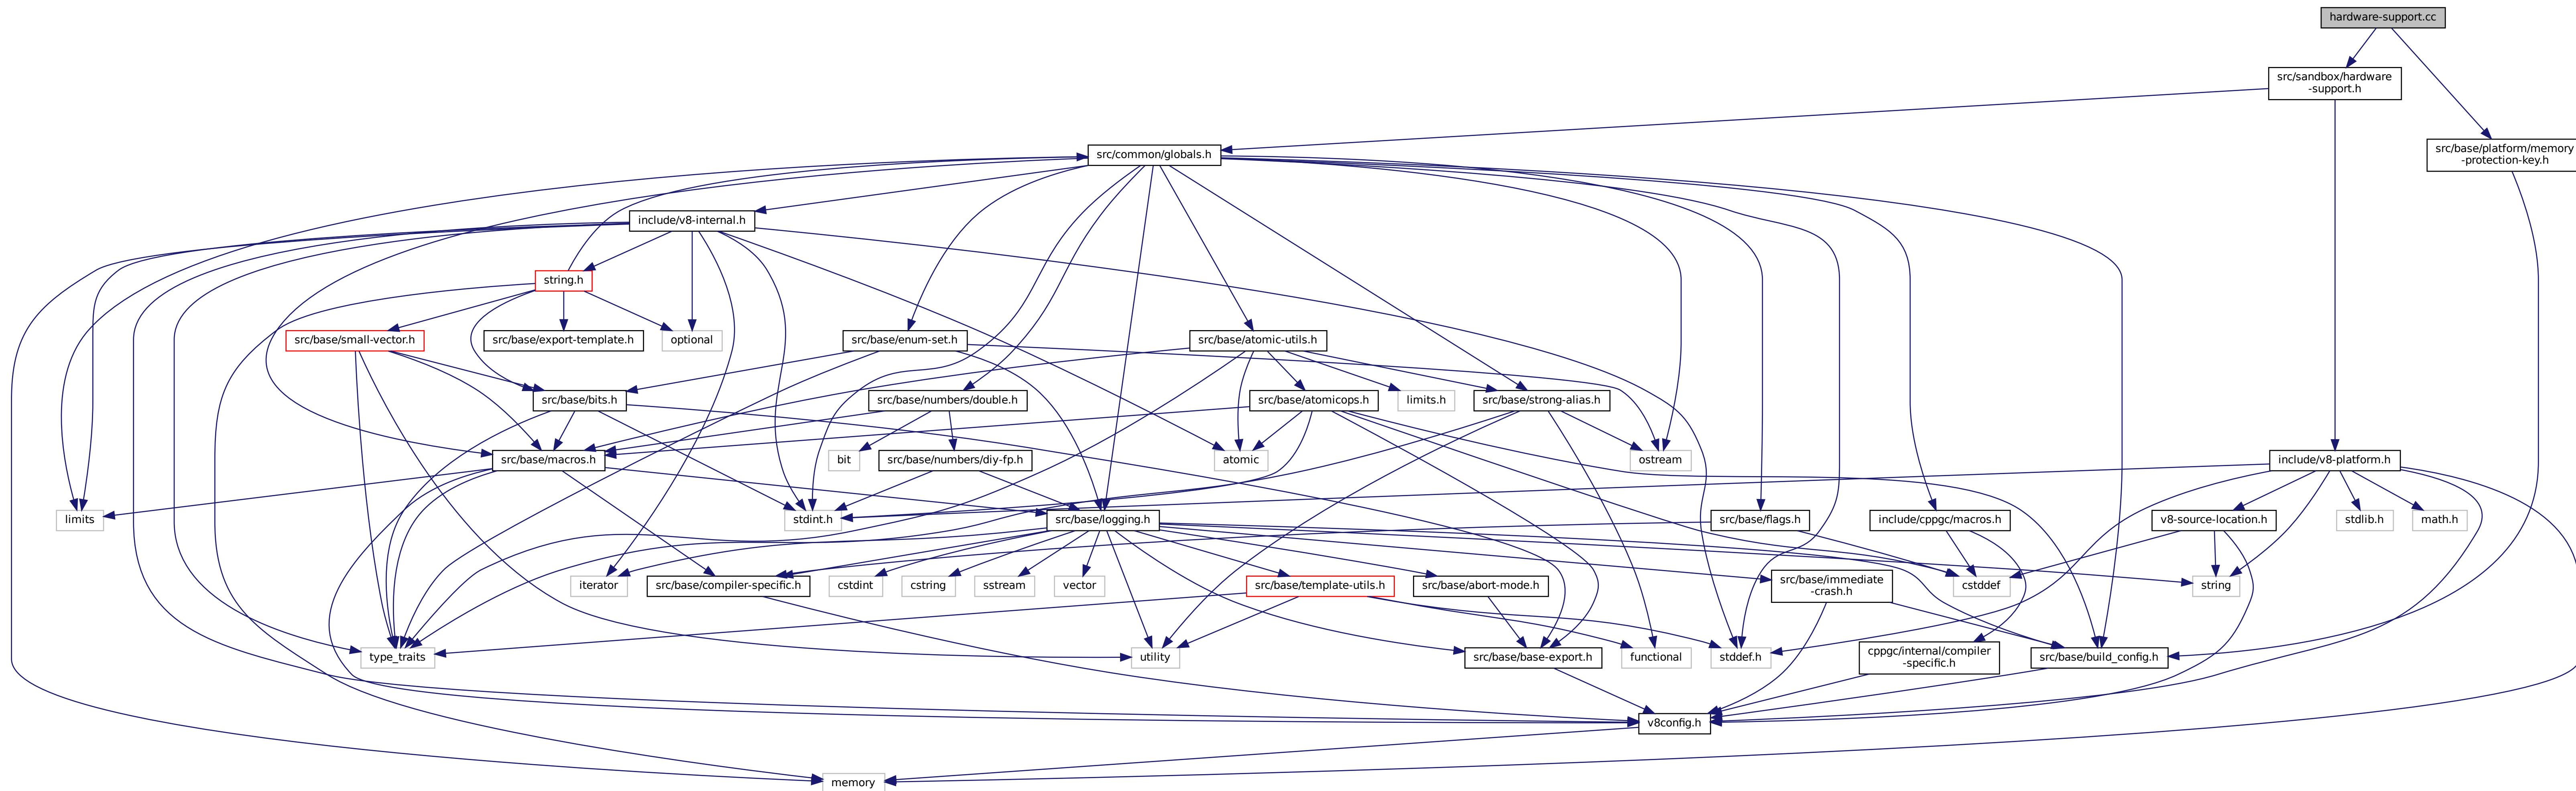 hardware-support.cc
src/sandbox/hardware
-support.h
src/common/globals.h
src/base/platform/memory
-protection-key.h
include/v8-internal.h
string.h
src/base/small-vector.h
src/base/export-template.h
optional
src/base/enum-set.h
src/base/atomic-utils.h
src/base/bits.h
src/base/numbers/double.h
src/base/atomicops.h
limits.h
src/base/strong-alias.h
src/base/macros.h
bit
src/base/numbers/diy-fp.h
atomic
ostream
include/v8-platform.h
limits
stdint.h
src/base/logging.h
src/base/flags.h
include/cppgc/macros.h
v8-source-location.h
stdlib.h
math.h
iterator
src/base/compiler-specific.h
cstdint
cstring
sstream
vector
src/base/template-utils.h
src/base/abort-mode.h
src/base/immediate
-crash.h
cstddef
string
type_traits
utility
src/base/base-export.h
functional
stddef.h
cppgc/internal/compiler
-specific.h
src/base/build_config.h
v8config.h
memory